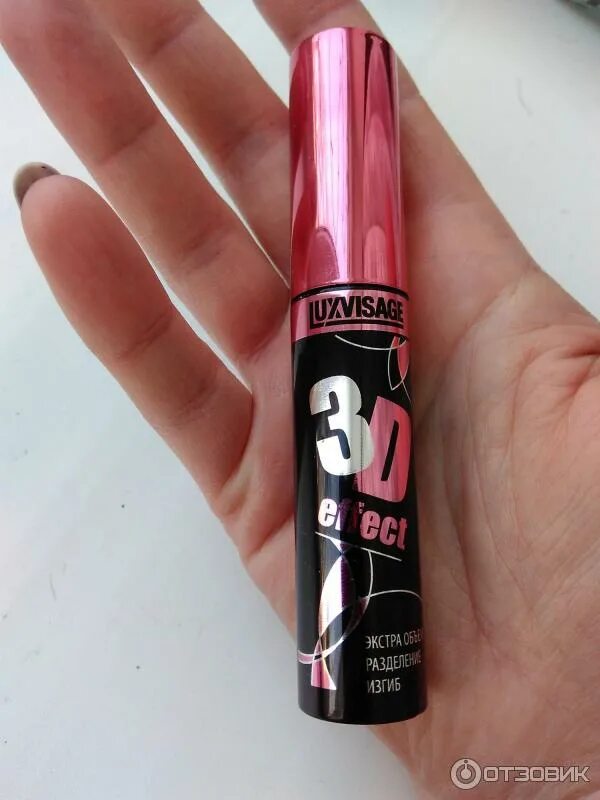 LUXVISAGE
3D
effect
ЭКСТРА ОБЪЕ
РАЗДЕЛЕНИЕ
ИЗГИБ
ОТЗОВИК